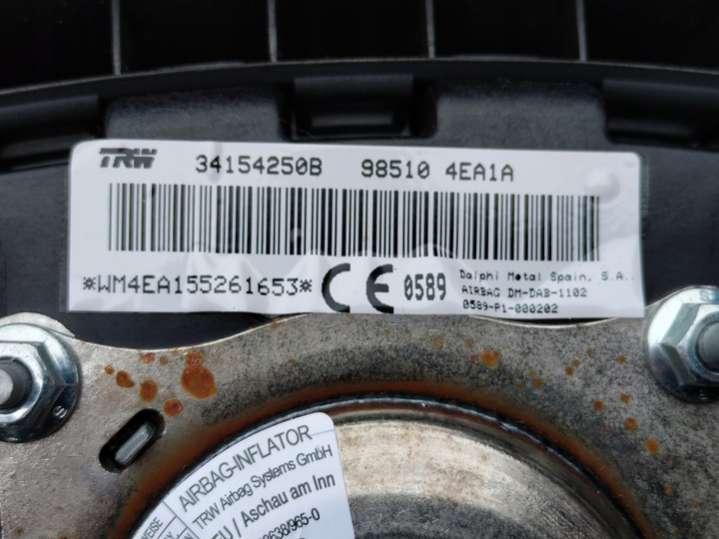 TRW 34154250B 98510 4EA1A
*WM4EA155261653* CE 0589
Dalphi Metal Spain, S.A.
AIRBAG DM-DAB-1102
0589-P1-000202
AIRBAG-INFLATOR
TRW Airbag Systems GmbH
/ Aschau am Inn